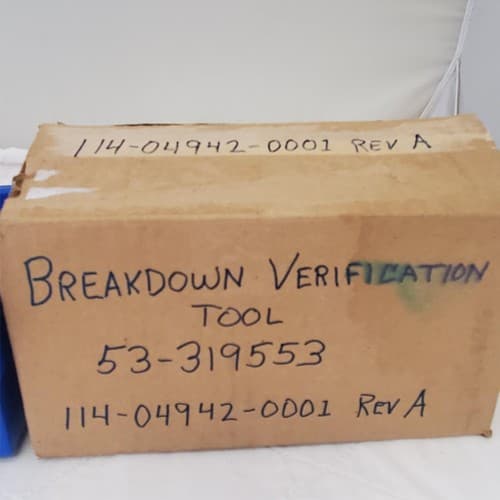 114-04942-0001 REV A
BREAKDOWN VERIFICATION
TOOL
53-319553
114-04942-0001 Rev A